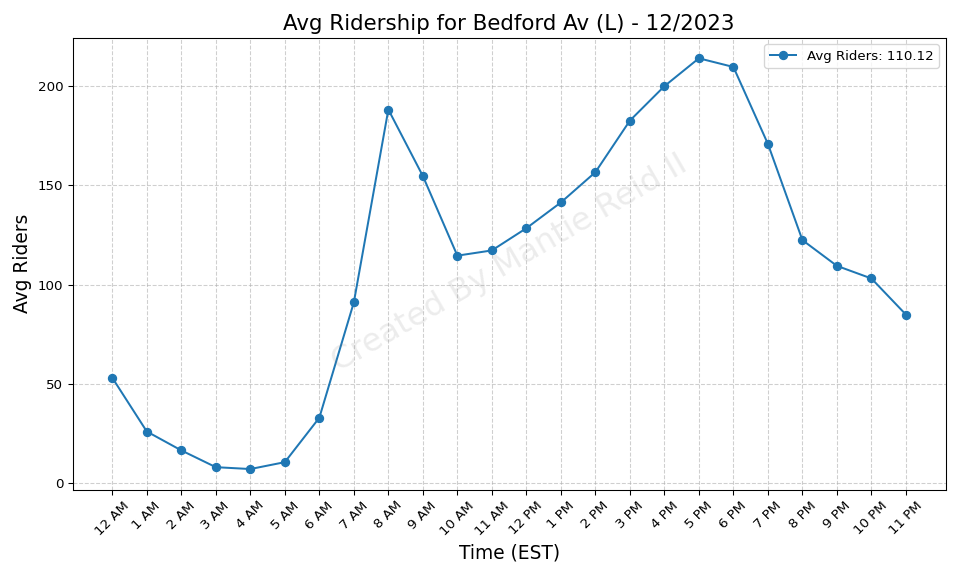 Avg Ridership for Bedford Av (L) - 12/2023
Avg Riders: 110.12
Avg Riders
200
150
100
50
0
Created By Mantle Reid II
12 AM
1 AM
2 AM
3 AM
4 AM
5 AM
6 AM
7 AM
8 AM
9 AM
10 AM
11 AM
12 PM
1 PM
2 PM
3 PM
4 PM
5 PM
6 PM
7 PM
8 PM
9 PM
10 PM
11 PM
Time (EST)